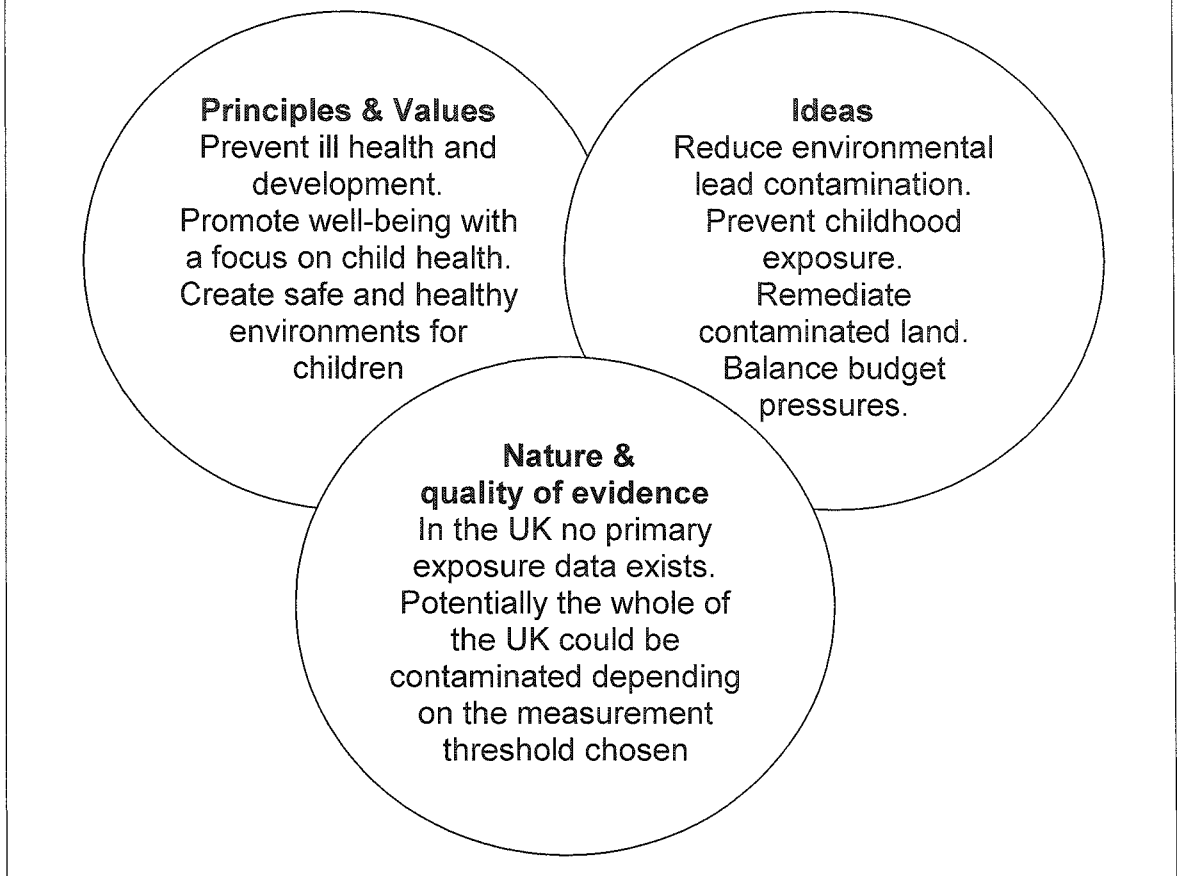 Principles & Values
Prevent ill health and
development.
Promote well-being with
a focus on child health.
Create safe and healthy
environments for
children
Ideas
Reduce environmental
lead contamination.
Prevent childhood
exposure.
Remediate
contaminated land.
Balance budget
pressures.
Nature &
quality of evidence
In the UK no primary
exposure data exists.
Potentially the whole of
the UK could be
contaminated depending
on the measurement
threshold chosen